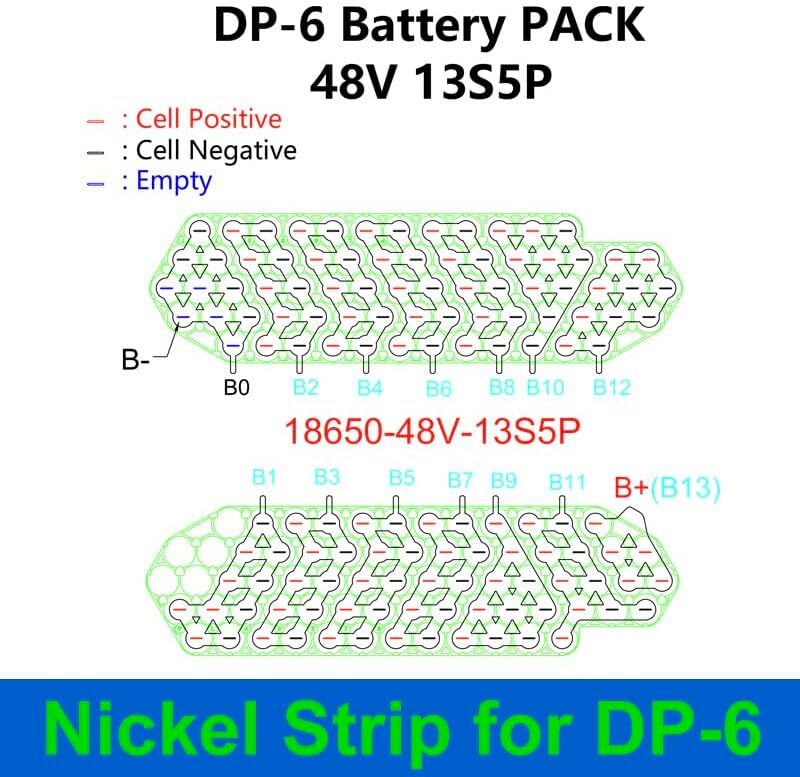 DP-6 Battery PACK
48V 13S5P
— : Cell Positive
— : Cell Negative
— : Empty
B-
B0 B2 B4 B6 B8 B10 B12
18650-48V-13S5P
B1 B3 B5 B7 B9 B11 B+(B13)
Nickel Strip for DP-6